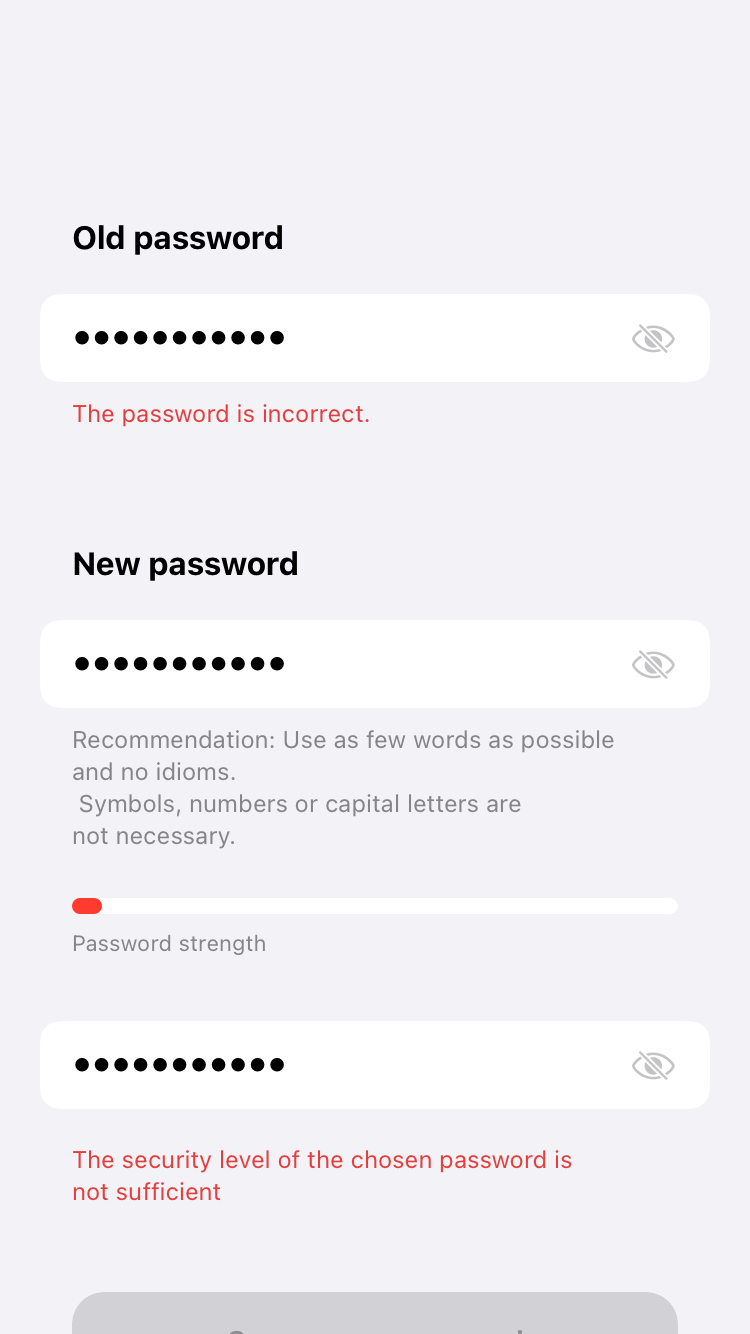 Old password
•••••••••••
The password is incorrect.
New password
•••••••••••
Recommendation: Use as few words as possible
and no idioms.
Symbols, numbers or capital letters are
not necessary.
Password strength
•••••••••••
The security level of the chosen password is
not sufficient